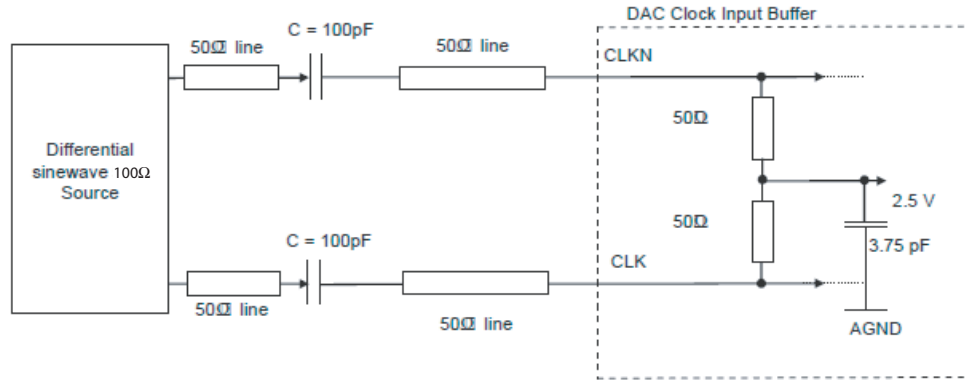 DAC Clock Input Buffer
C = 100pF
50Ω line
50Ω line
CLKN
50Ω
Differential
sinewave 100Ω
Source
2.5 V
50Ω
3.75 pF
C = 100pF
CLK
50Ω line
50Ω line
AGND